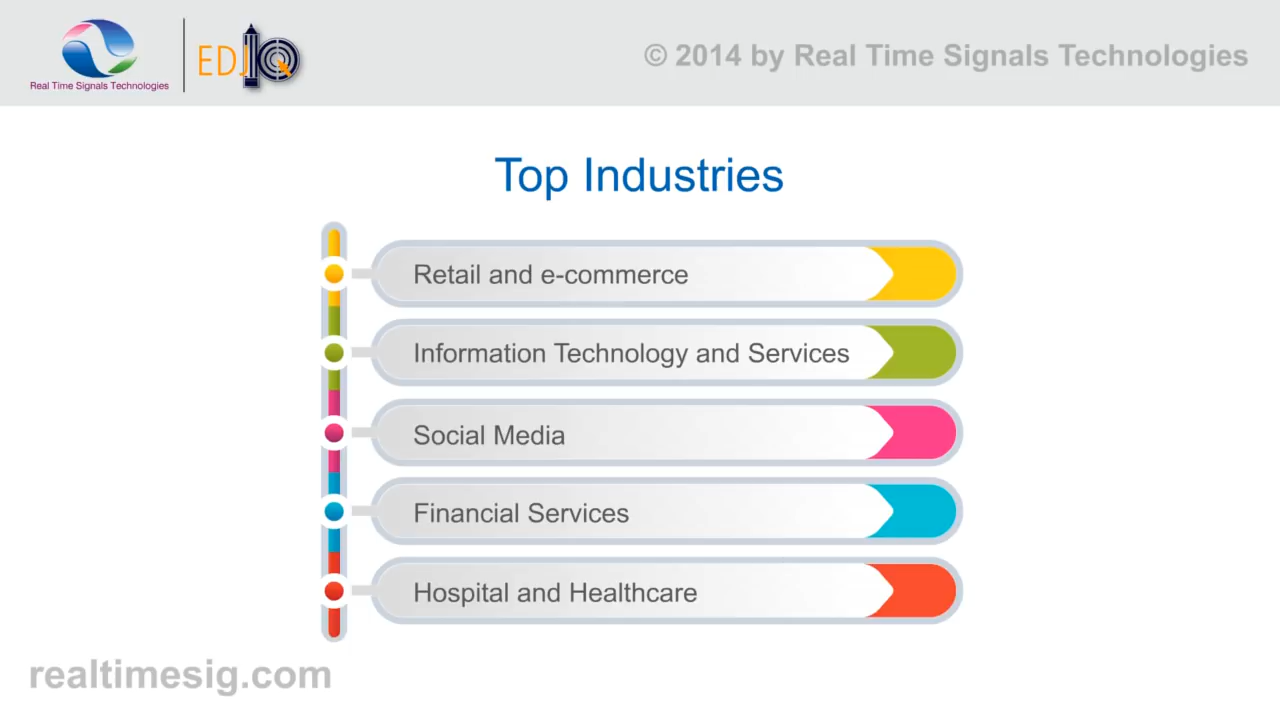 Real Time Signals Technologies
EDJIQ
© 2014 by Real Time Signals Technologies
Top Industries
Retail and e-commerce
Information Technology and Services
Social Media
Financial Services
Hospital and Healthcare
realtimesig.com